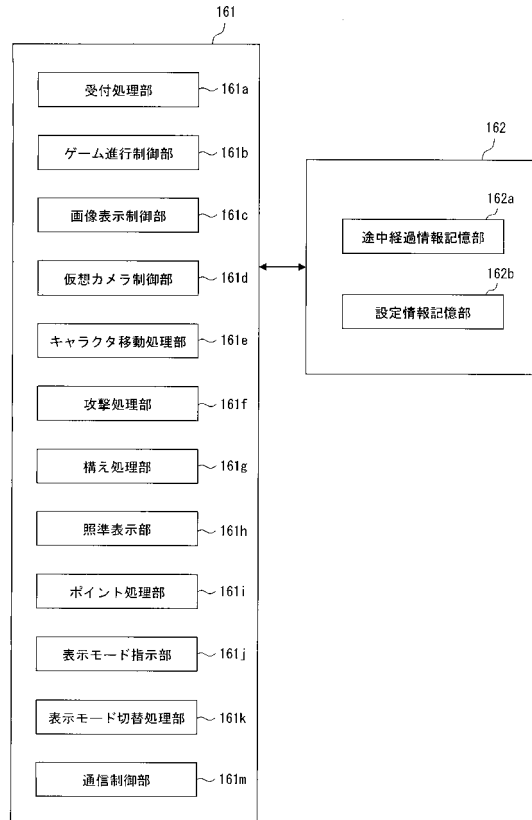 161
受付処理部 161a
ゲーム進行制御部 161b
画像表示制御部 161c
仮想カメラ制御部 161d
キャラクタ移動処理部 161e
攻撃処理部 161f
構え処理部 161g
照準表示部 161h
ポイント処理部 161i
表示モード指示部 161j
表示モード切替処理部 161k
通信制御部 161m
162
162a
途中経過情報記憶部
162b
設定情報記憶部